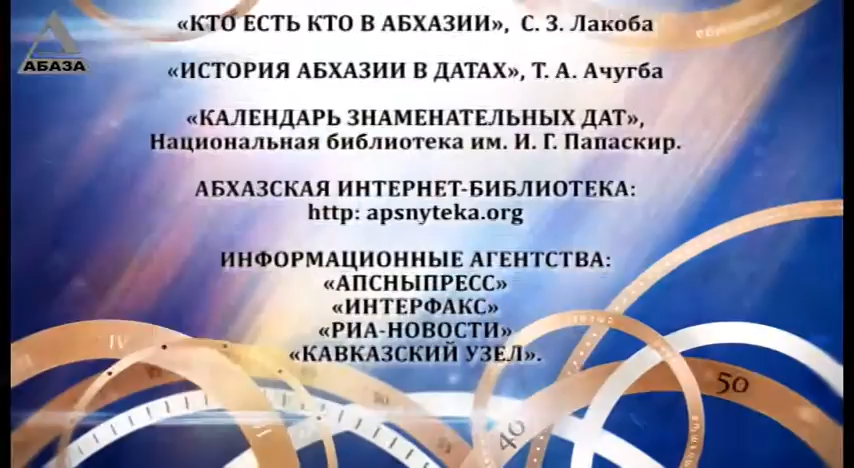 «КТО ЕСТЬ КТО В АБХАЗИИ», С. З. Лакоба
АБАЗА
«ИСТОРИЯ АБХАЗИИ В ДАТАХ», Т. А. Ачугба
«КАЛЕНДАРЬ ЗНАМЕНАТЕЛЬНЫХ ДАТ»,
Национальная библиотека им. И. Г. Папаскир.
АБХАЗСКАЯ ИНТЕРНЕТ-БИБЛИОТЕКА:
http: apsnyteka.org
ИНФОРМАЦИОННЫЕ АГЕНТСТВА:
«АПСНЫПРЕСС»
«ИНТЕРФАКС»
«РИА-НОВОСТИ»
«КАВКАЗСКИЙ УЗЕЛ».
IV
50
40